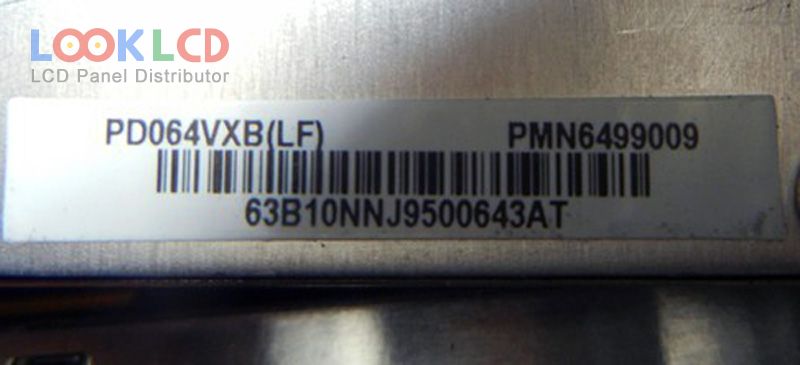 LOOKLCD
LCD Panel Distributor
PD064VXB(LF) PMN6499009
63B10NNJ9500643AT